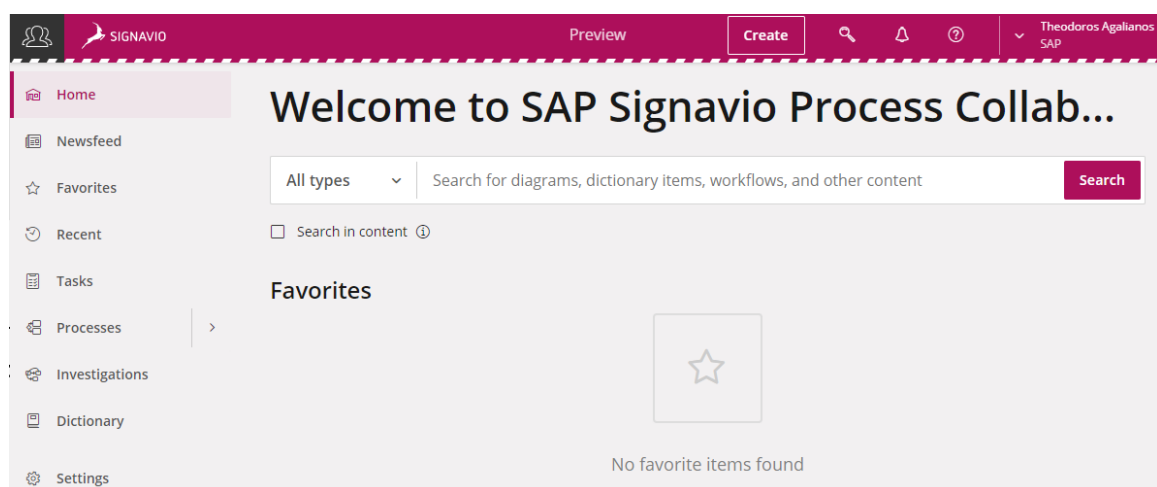 SIGNAVIO
Preview
Create
Theodoros Agalianos
SAP
Home
Newsfeed
Favorites
Recent
Tasks
Processes
Investigations
Dictionary
Settings
Welcome to SAP Signavio Process Collab...
All types
Search for diagrams, dictionary items, workflows, and other content
Search
Search in content
Favorites
No favorite items found